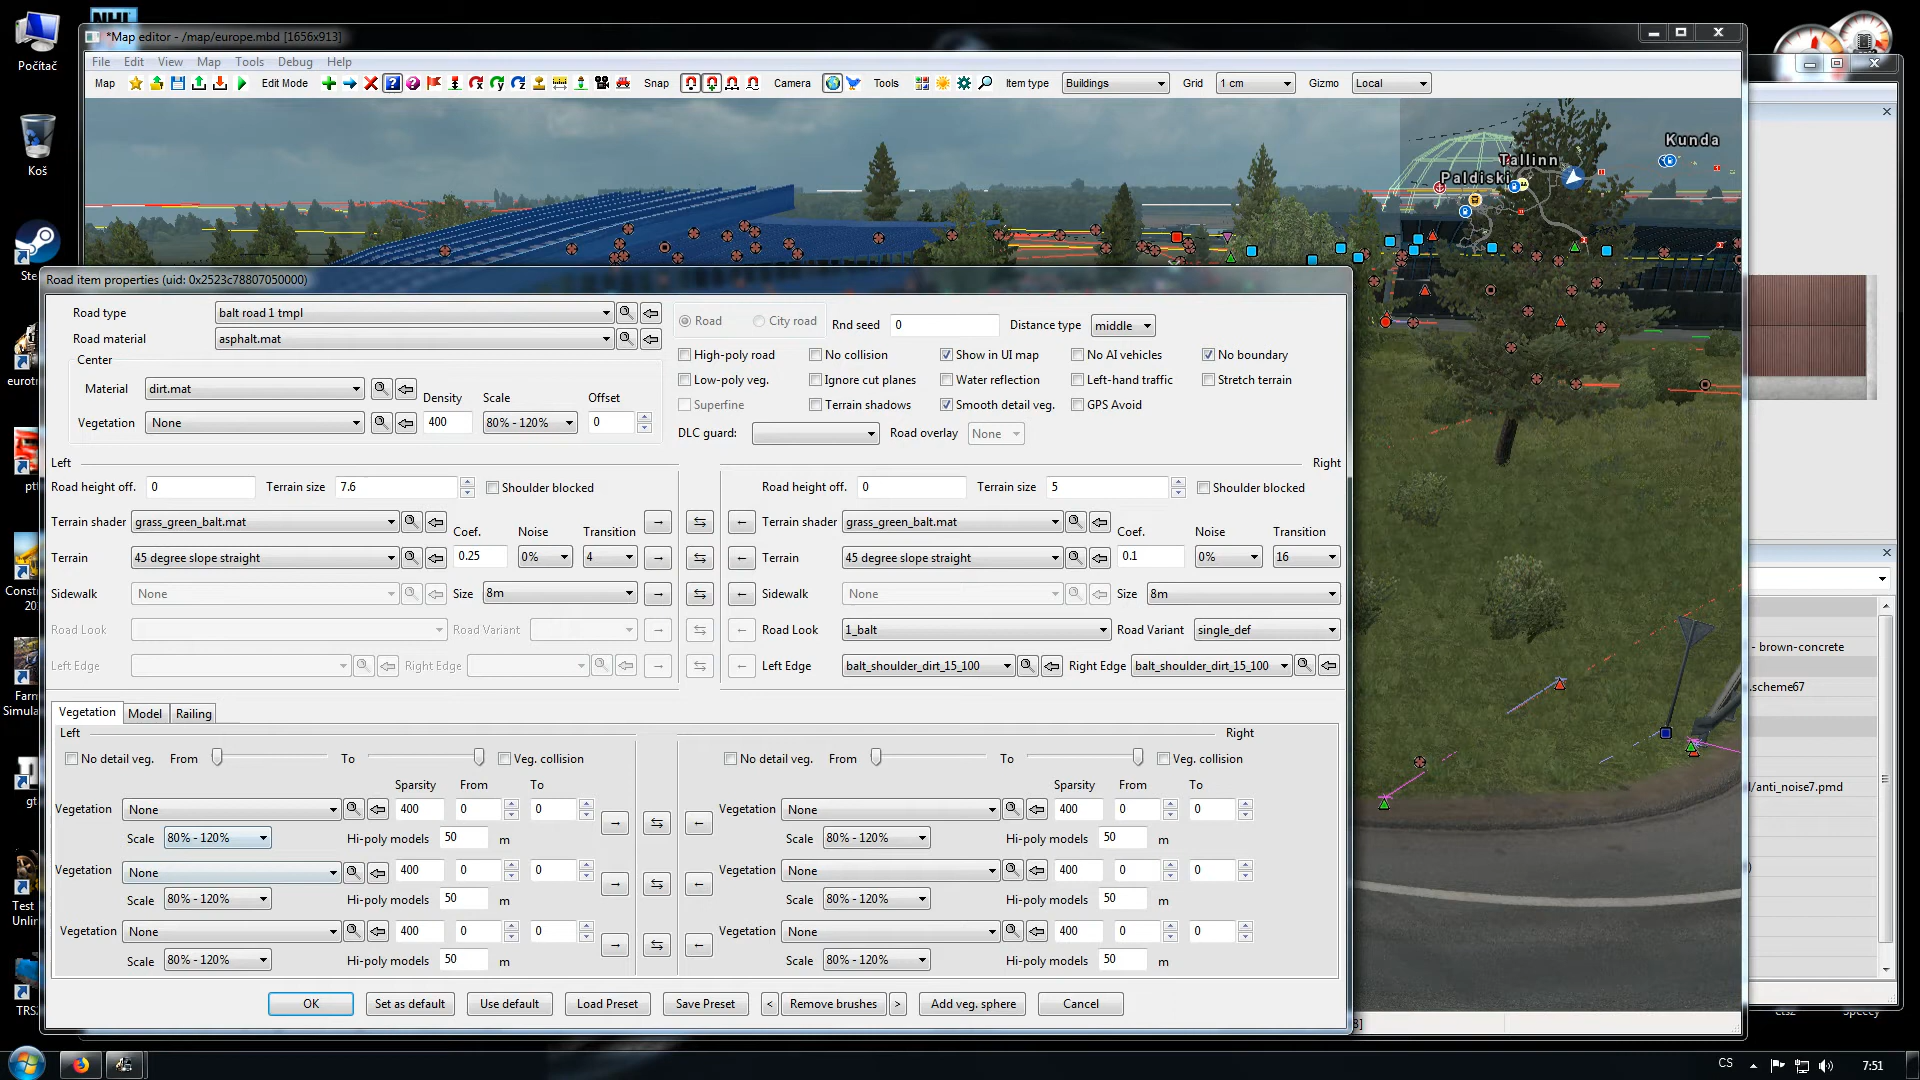 NHL
*Map editor - /map/europe.mbd [1656x913]
File Edit View Map Tools Debug Help
Map Edit Mode Snap Camera Tools Item type Buildings Grid 1 cm Gizmo Local
Počítač
Koš
Ste
eurotr
ptt
Constr
20
Farm
Simula
gt
Test
Unlin
TRS
Kunda
Tallinn
Paldiski
Road item properties (uid: 0x2523c78807050000)
Road type balt road 1 tmpl
Road material asphalt.mat
Center
Material dirt.mat
Density Scale Offset
Vegetation None 400 80% - 120% 0
Road City road Rnd seed 0 Distance type middle
High-poly road No collision Show in UI map No AI vehicles No boundary
Low-poly veg. Ignore cut planes Water reflection Left-hand traffic Stretch terrain
Superfine Terrain shadows Smooth detail veg. GPS Avoid
DLC guard: Road overlay None
Left
Road height off. 0 Terrain size 7.6 Shoulder blocked
Terrain shader grass_green_balt.mat
Coef. Noise Transition
Terrain 45 degree slope straight 0.25 0% 4
Sidewalk None Size 8m
Road Look Road Variant
Left Edge Right Edge
Right
Road height off. 0 Terrain size 5 Shoulder blocked
Terrain shader grass_green_balt.mat
Coef. Noise Transition
Terrain 45 degree slope straight 0.1 0% 16
Sidewalk None Size 8m
Road Look 1_balt Road Variant single_def
Left Edge balt_shoulder_dirt_15_100 Right Edge balt_shoulder_dirt_15_100
Vegetation Model Railing
Left
No detail veg. From To Veg. collision
Sparsity From To
Vegetation None 400 0 0
Scale 80% - 120% Hi-poly models 50 m
Vegetation None 400 0 0
Scale 80% - 120% Hi-poly models 50 m
Vegetation None 400 0 0
Scale 80% - 120% Hi-poly models 50 m
Right
No detail veg. From To Veg. collision
Sparsity From To
Vegetation None 400 0 0
Scale 80% - 120% Hi-poly models 50 m
Vegetation None 400 0 0
Scale 80% - 120% Hi-poly models 50 m
Vegetation None 400 0 0
Scale 80% - 120% Hi-poly models 50 m
OK Set as default Use default Load Preset Save Preset < Remove brushes > Add veg. sphere Cancel
- brown-concrete
.scheme67
l/anti_noise7.pmd
)
8]
CS 7:51